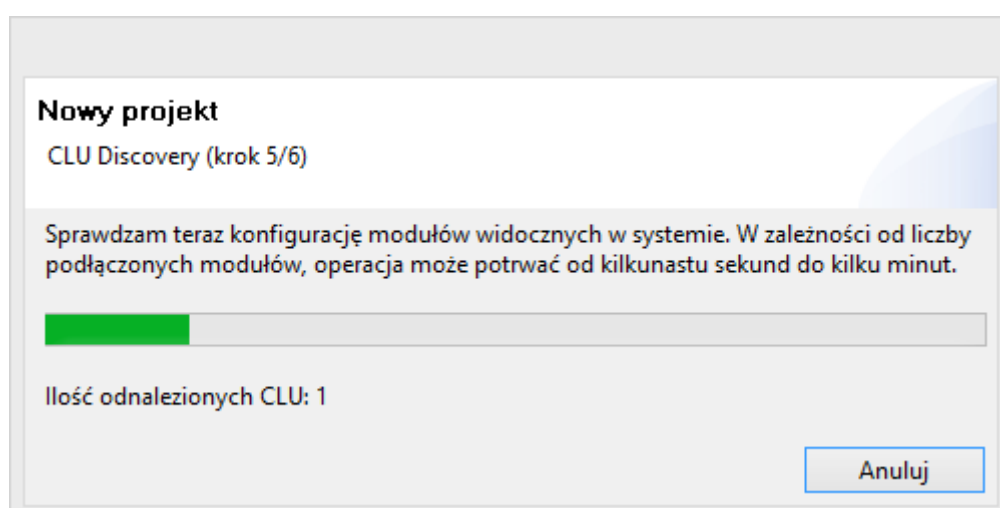 Nowy projekt
CLU Discovery (krok 5/6)
Sprawdzam teraz konfigurację modułów widocznych w systemie. W zależności od liczby
podłączonych modułów, operacja może potrwać od kilkunastu sekund do kilku minut.
Ilość odnalezionych CLU: 1
Anuluj